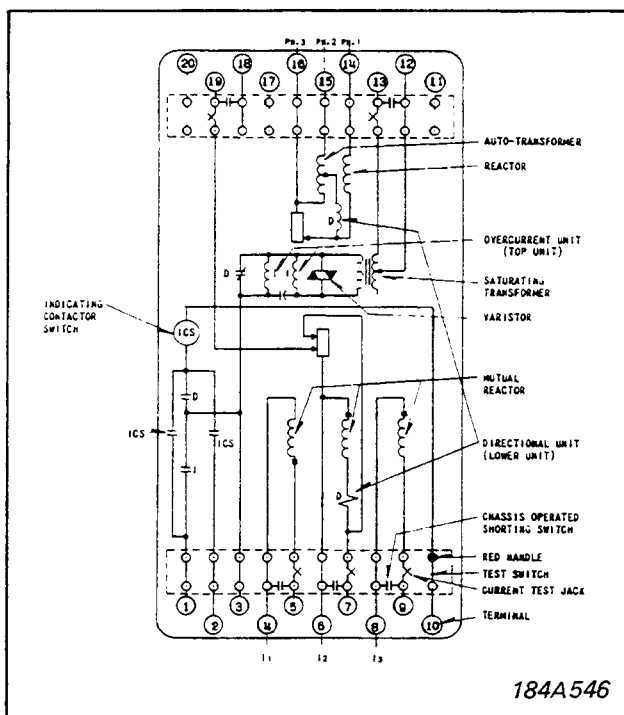 PH.3 PH.2 PH.1
20 19 18 17 16 15 14 13 12 11
AUTO-TRANSFORMER
REACTOR
D
OVERCURRENT UNIT
(TOP UNIT)
D I
SATURATING
TRANSFORMER
VARISTOR
INDICATING
CONTACTOR
SWITCH
ICS
MUTUAL
REACTOR
D
ICS
ICS
I
DIRECTIONAL UNIT
(LOWER UNIT)
D
CHASSIS OPERATED
SHORTING SWITCH
RED HANDLE
TEST SWITCH
CURRENT TEST JACK
TERMINAL
1 2 3 4 5 6 7 8 9 10
I1 I2 I3
184A546